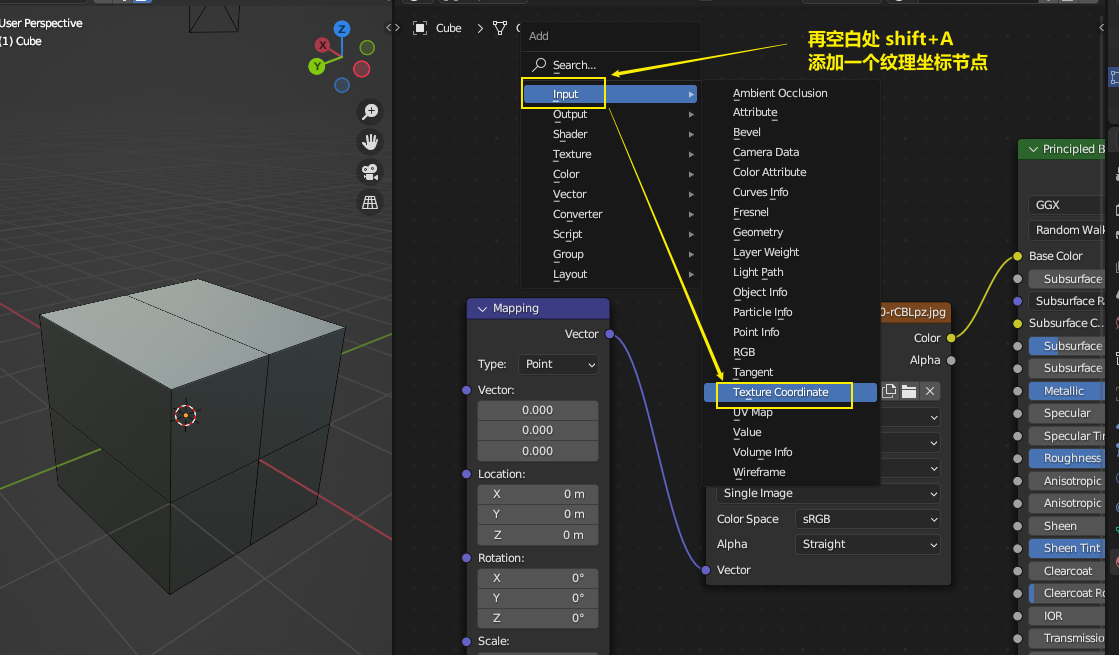 User Perspective
(1) Cube
Z
X
Y
Cube
Add
Search...
Input
Output
Shader
Texture
Color
Vector
Converter
Script
Group
Layout
再空白处 shift+A
添加一个纹理坐标节点
Ambient Occlusion
Attribute
Bevel
Camera Data
Color Attribute
Curves Info
Fresnel
Geometry
Layer Weight
Light Path
Object Info
Particle Info
Point Info
RGB
Tangent
Texture Coordinate
UV Map
Value
Volume Info
Wireframe
Mapping
Vector
Type: Point
Vector:
0.000
0.000
0.000
Location:
X 0 m
Y 0 m
Z 0 m
Rotation:
X 0°
Y 0°
Z 0°
Scale:
0-rCBLpz.jpg
Color
Alpha
Single Image
Color Space sRGB
Alpha Straight
Vector
Principled B
GGX
Random Walk
Base Color
Subsurface
Subsurface R
Subsurface C..
Subsurface
Subsurface
Metallic
Specular
Specular Tin
Roughness
Anisotropic
Anisotropic
Sheen
Sheen Tint
Clearcoat
Clearcoat Ro
IOR
Transmissio